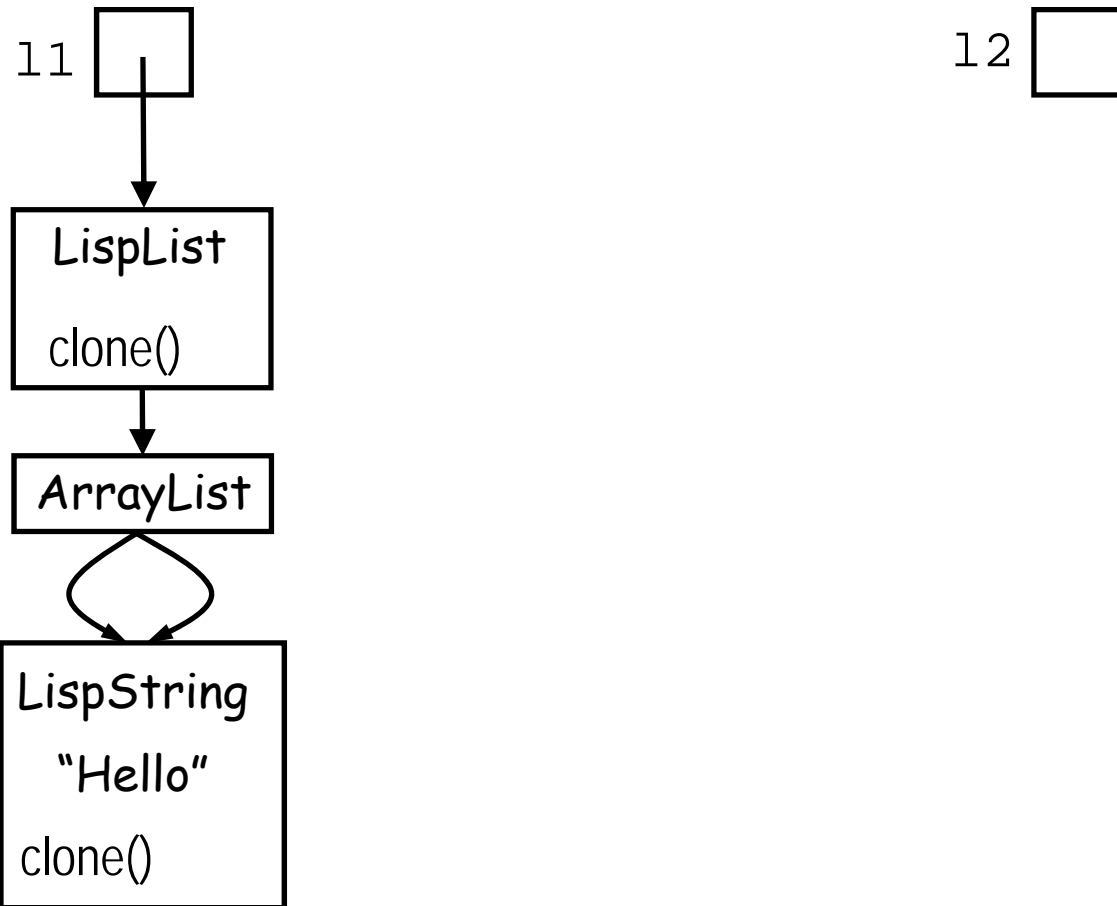 l1
l2
LispList
clone()
ArrayList
LispString
“Hello”
clone()